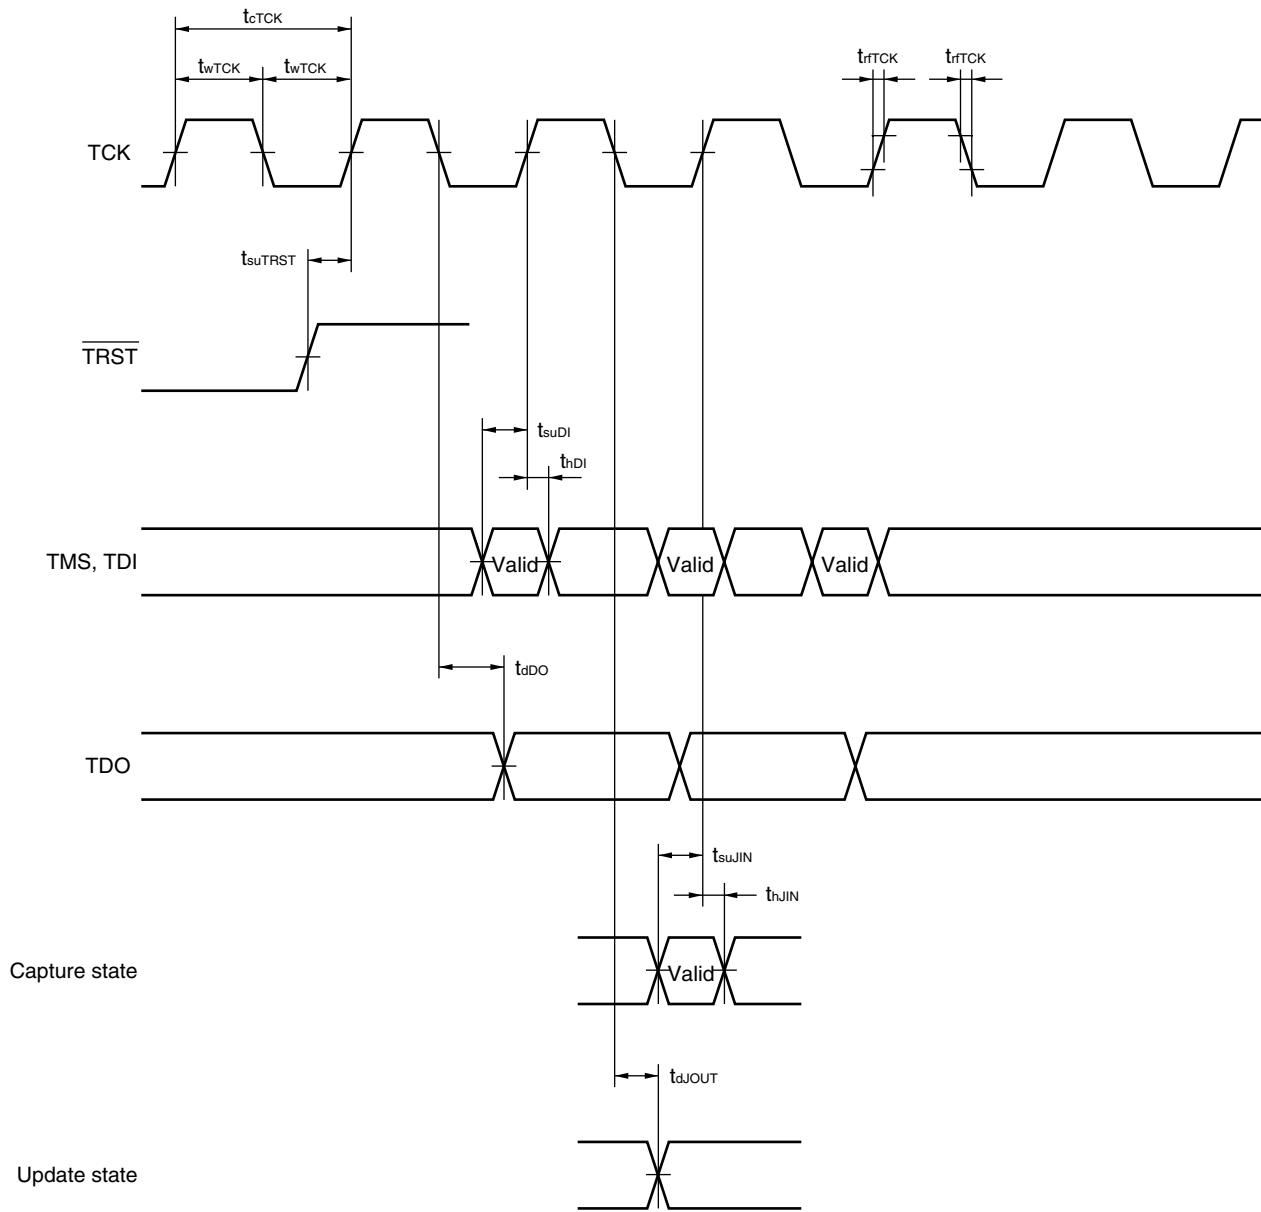 tcTCK
twTCK twTCK trfTCK trfTCK
TCK
tsuTRST
TRST
tsuDI
thDI
TMS, TDI Valid Valid Valid
tdDO
TDO
tsuJIN
thJIN
Capture state Valid
tdJOUT
Update state